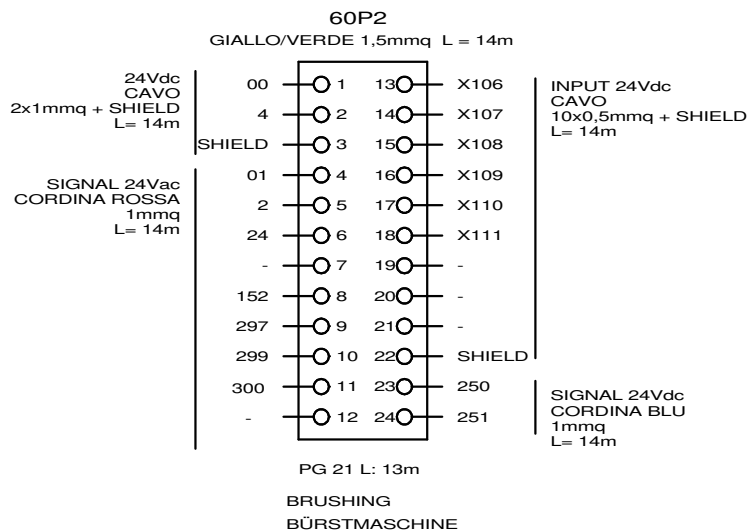 60P2
GIALLO/VERDE 1,5mmq L = 14m
24Vdc
CAVO
2x1mmq + SHIELD
L= 14m
SIGNAL 24Vac
CORDINA ROSSA
1mmq
L= 14m
00 1 13 X106
4 2 14 X107
SHIELD 3 15 X108
01 4 16 X109
2 5 17 X110
24 6 18 X111
- 7 19 -
152 8 20 -
297 9 21 -
299 10 22 SHIELD
300 11 23 250
- 12 24 251
INPUT 24Vdc
CAVO
10x0,5mmq + SHIELD
L= 14m
SIGNAL 24Vdc
CORDINA BLU
1mmq
L= 14m
PG 21 L: 13m
BRUSHING
BÜRSTMASCHINE